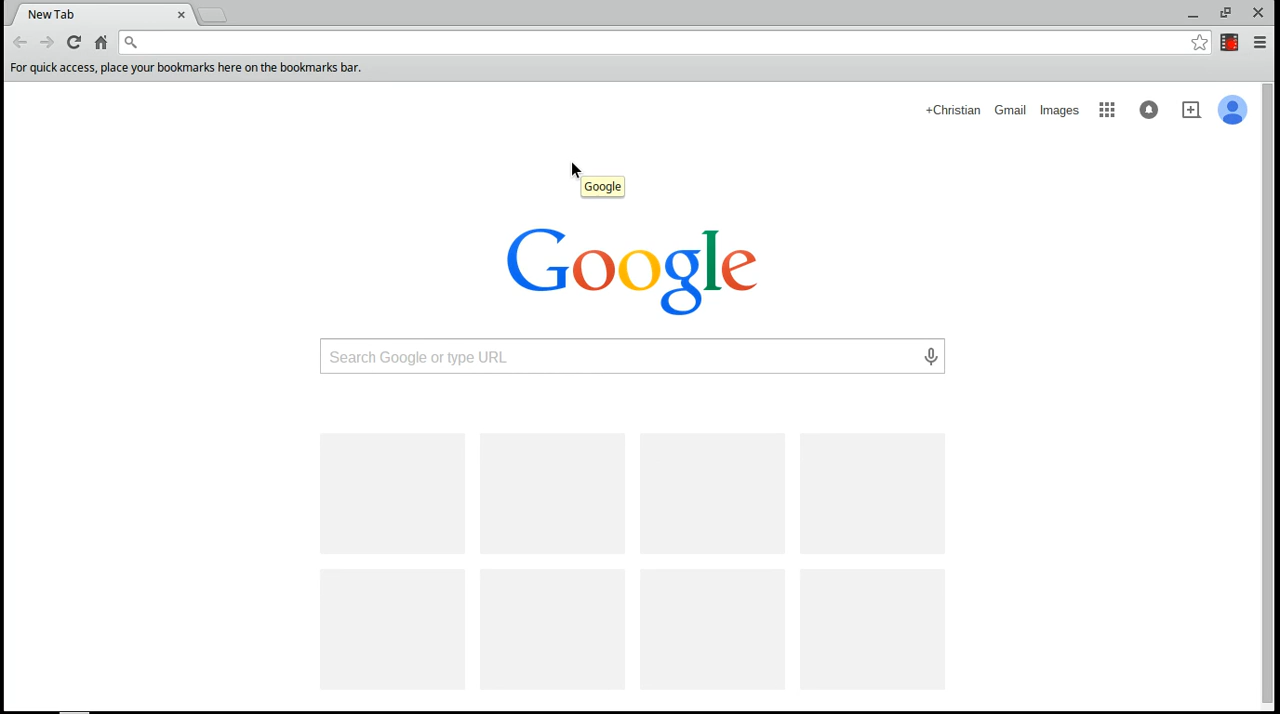 New Tab
For quick access, place your bookmarks here on the bookmarks bar.
+Christian Gmail Images
Google
Google
Search Google or type URL